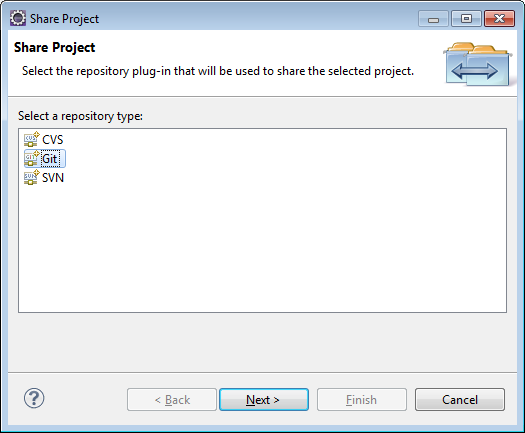 Share Project
Share Project
Select the repository plug-in that will be used to share the selected project.
Select a repository type:
CVS
Git
SVN
< Back
Next >
Finish
Cancel